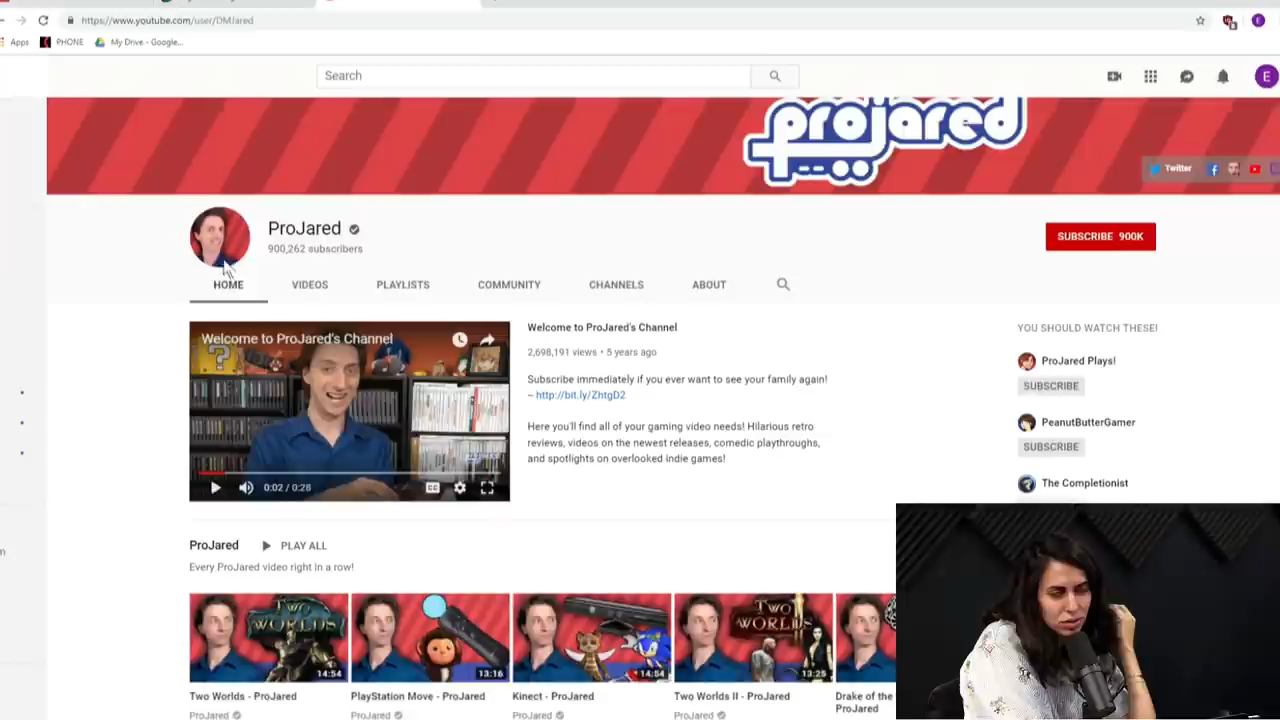 https://www.youtube.com/user/DMJared
Apps PHONE My Drive - Google...
Search
E
projared
Twitter
ProJared
900,262 subscribers
SUBSCRIBE 900K
HOME VIDEOS PLAYLISTS COMMUNITY CHANNELS ABOUT
Welcome to ProJared's Channel
0:02 / 0:28
Welcome to ProJared's Channel
2,698,191 views • 5 years ago
Subscribe immediately if you ever want to see your family again!
~ http://bit.ly/ZhtgD2
Here you'll find all of your gaming video needs! Hilarious retro
reviews, videos on the newest releases, comedic playthroughs,
and spotlights on overlooked indie games!
YOU SHOULD WATCH THESE!
ProJared Plays!
SUBSCRIBE
PeanutButterGamer
SUBSCRIBE
The Completionist
ProJared PLAY ALL
Every ProJared video right in a row!
TWO WORLDS
14:54
13:16
14:54
TWO WORLDS II
13:25
Two Worlds - ProJared
ProJared
PlayStation Move - ProJared
ProJared
Kinect - ProJared
ProJared
Two Worlds II - ProJared
ProJared
Drake of the
ProJared